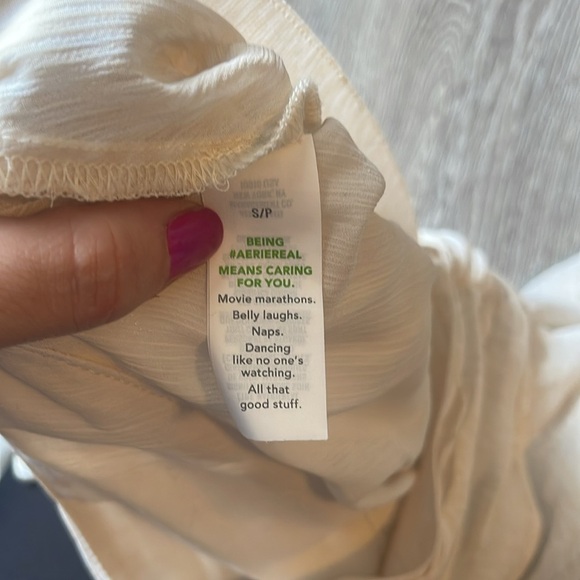 S/P
BEING
#AERIEREAL
MEANS CARING
FOR YOU.
Movie marathons.
Belly laughs.
Naps.
Dancing
like no one's
watching.
All that
good stuff.